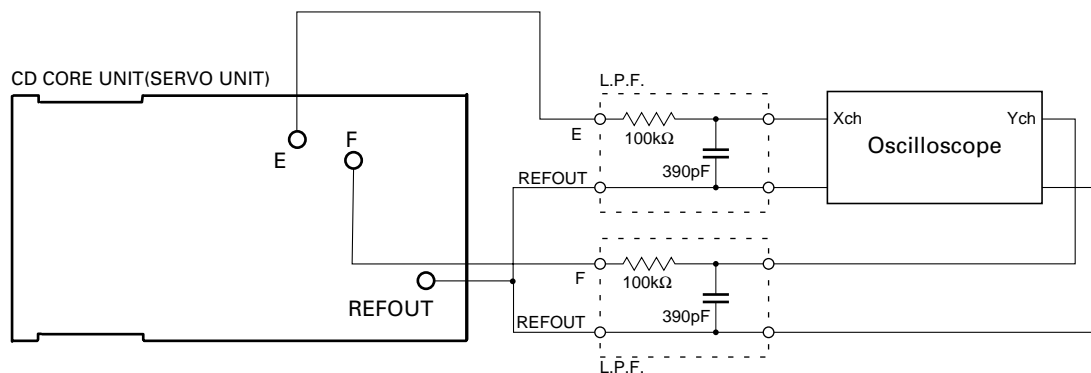 CD CORE UNIT(SERVO UNIT)
E
F
REFOUT
L.P.F.
E
100kΩ
390pF
REFOUT
Xch
Ych
Oscilloscope
F
100kΩ
390pF
REFOUT
L.P.F.